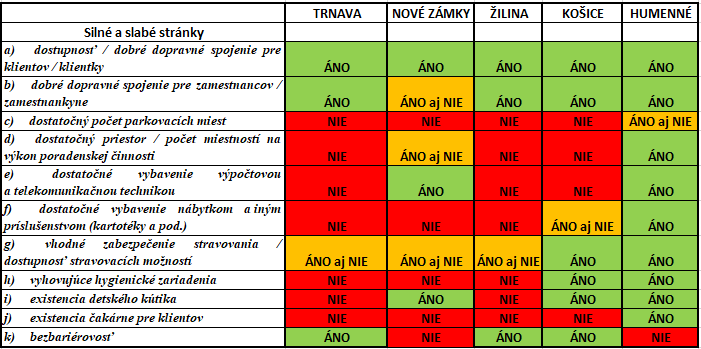 TRNAVA NOVÉ ZÁMKY ŽILINA KOŠICE HUMENNÉ
Silné a slabé stránky
a) dostupnosť / dobré dopravné spojenie pre
klientov / klientky ÁNO ÁNO ÁNO ÁNO ÁNO
b) dobré dopravné spojenie pre zamestnancov /
zamestnankyne ÁNO ÁNO aj NIE ÁNO ÁNO ÁNO
c) dostatočný počet parkovacích miest NIE NIE NIE NIE ÁNO aj NIE
d) dostatočný priestor / počet miestností na
výkon poradenskej činnosti NIE ÁNO aj NIE NIE NIE ÁNO
e) dostatočné vybavenie výpočtovou
a telekomunikačnou technikou NIE ÁNO NIE NIE ÁNO
f) dostatočné vybavenie nábytkom a iným
príslušenstvom (kartotéky a pod.) NIE NIE NIE ÁNO aj NIE ÁNO
g) vhodné zabezpečenie stravovania /
dostupnosť stravovacích možností ÁNO aj NIE ÁNO aj NIE ÁNO aj NIE ÁNO ÁNO
h) vyhovujúce hygienické zariadenia NIE NIE NIE ÁNO ÁNO
i) existencia detského kútika NIE ÁNO NIE ÁNO ÁNO
j) existencia čakárne pre klientov NIE NIE NIE NIE ÁNO
k) bezbariérovosť ÁNO NIE ÁNO ÁNO NIE